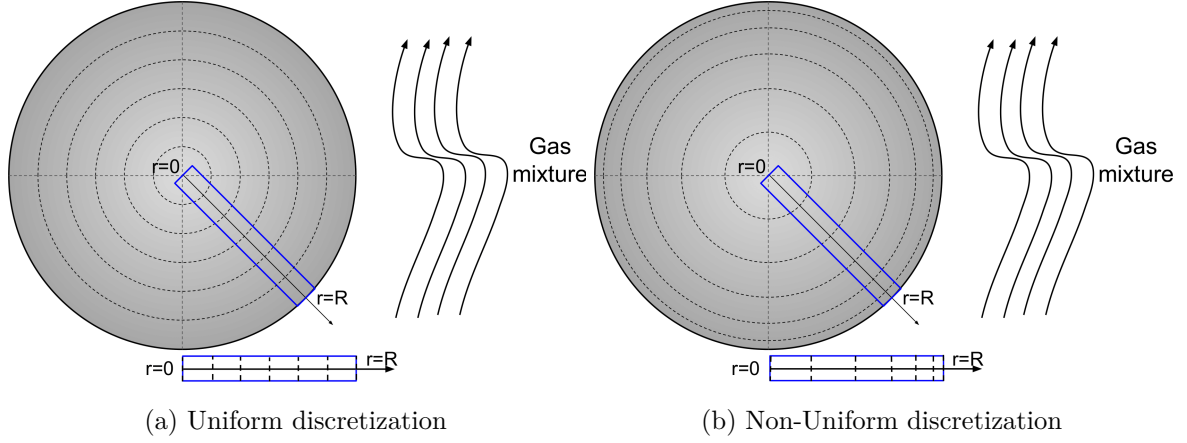 r=0
r=R
Gas
mixture
r=0
r=R
(a) Uniform discretization
r=0
r=R
Gas
mixture
r=0
r=R
(b) Non-Uniform discretization